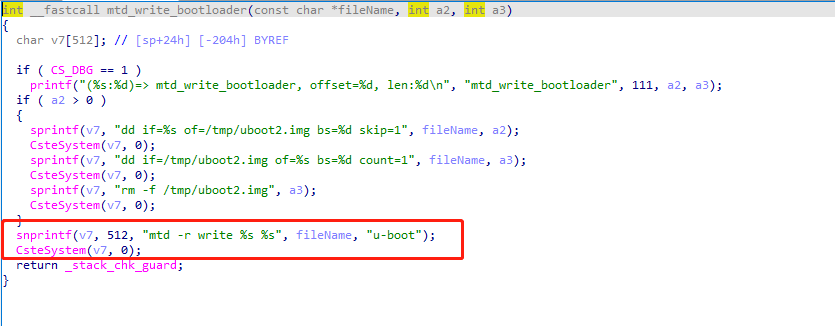 int __fastcall mtd_write_bootloader(const char *fileName, int a2, int a3)
{
char v7[512]; // [sp+24h] [-204h] BYREF
if ( CS_DBG == 1 )
printf("(%s:%d)=> mtd_write_bootloader, offset=%d, len:%d\n", "mtd_write_bootloader", 111, a2, a3);
if ( a2 > 0 )
{
sprintf(v7, "dd if=%s of=/tmp/uboot2.img bs=%d skip=1", fileName, a2);
CsteSystem(v7, 0);
sprintf(v7, "dd if=/tmp/uboot2.img of=%s bs=%d count=1", fileName, a3);
CsteSystem(v7, 0);
sprintf(v7, "rm -f /tmp/uboot2.img", a3);
CsteSystem(v7, 0);
}
snprintf(v7, 512, "mtd -r write %s %s", fileName, "u-boot");
CsteSystem(v7, 0);
return _stack_chk_guard;
}